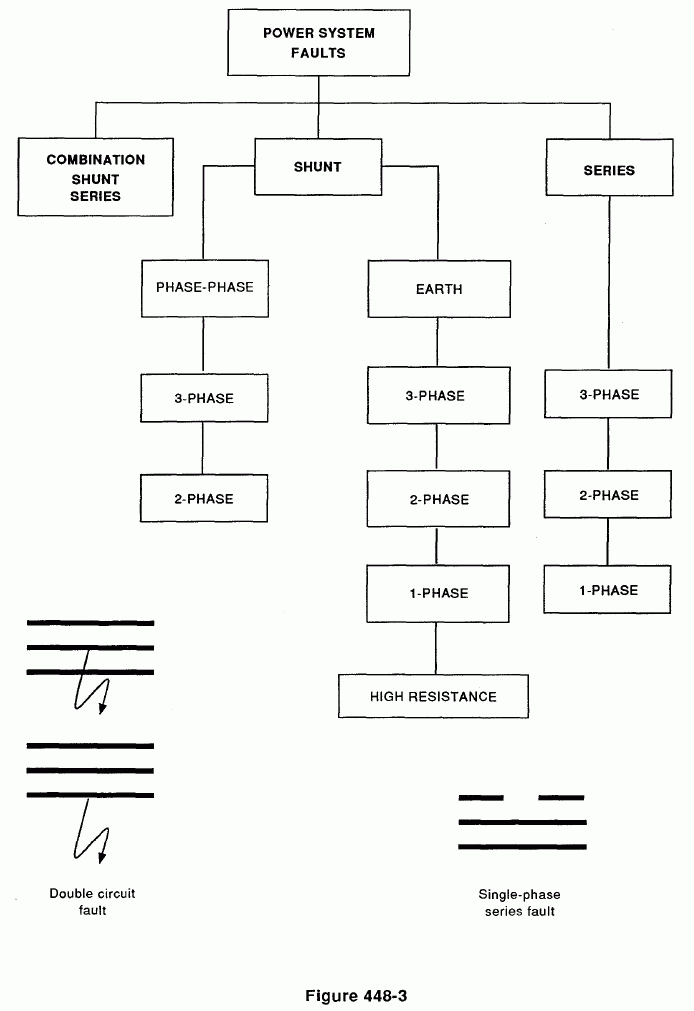 POWER SYSTEM
FAULTS
COMBINATION
SHUNT
SERIES
SHUNT
SERIES
PHASE-PHASE
EARTH
3-PHASE
3-PHASE
3-PHASE
2-PHASE
2-PHASE
2-PHASE
1-PHASE
1-PHASE
HIGH RESISTANCE
Double circuit
fault
Single-phase
series fault
Figure 448-3